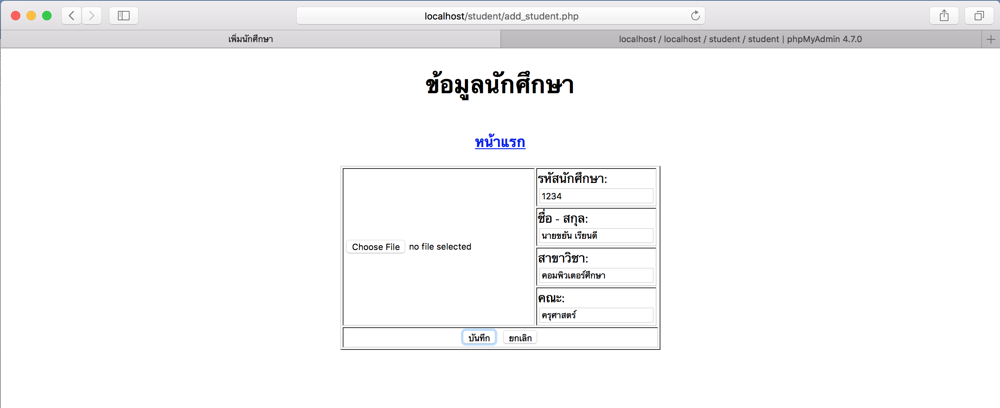 localhost/student/add_student.php
เพิ่มนักศึกษา
localhost / localhost / student / student | phpMyAdmin 4.7.0
ข้อมูลนักศึกษา
หน้าแรก
Choose File no file selected
รหัสนักศึกษา:
1234
ชื่อ - สกุล:
นายขยัน เรียนดี
สาขาวิชา:
คอมพิวเตอร์ศึกษา
คณะ:
ครุศาสตร์
บันทึก ยกเลิก